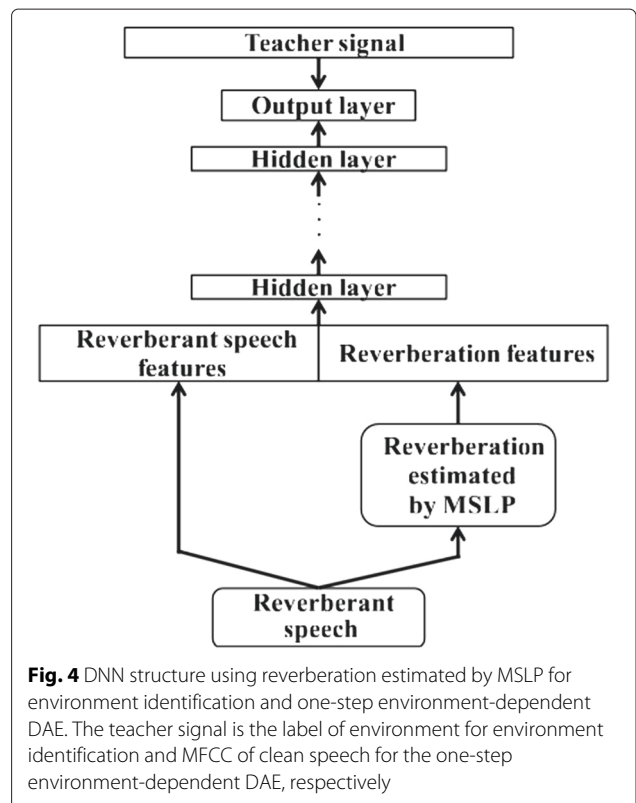 Teacher signal
Output layer
Hidden layer
Hidden layer
Reverberant speech
features
Reverberation features
Reverberation
estimated
by MSLP
Reverberant
speech
Fig. 4 DNN structure using reverberation estimated by MSLP for
environment identification and one-step environment-dependent
DAE. The teacher signal is the label of environment for environment
identification and MFCC of clean speech for the one-step
environment-dependent DAE, respectively